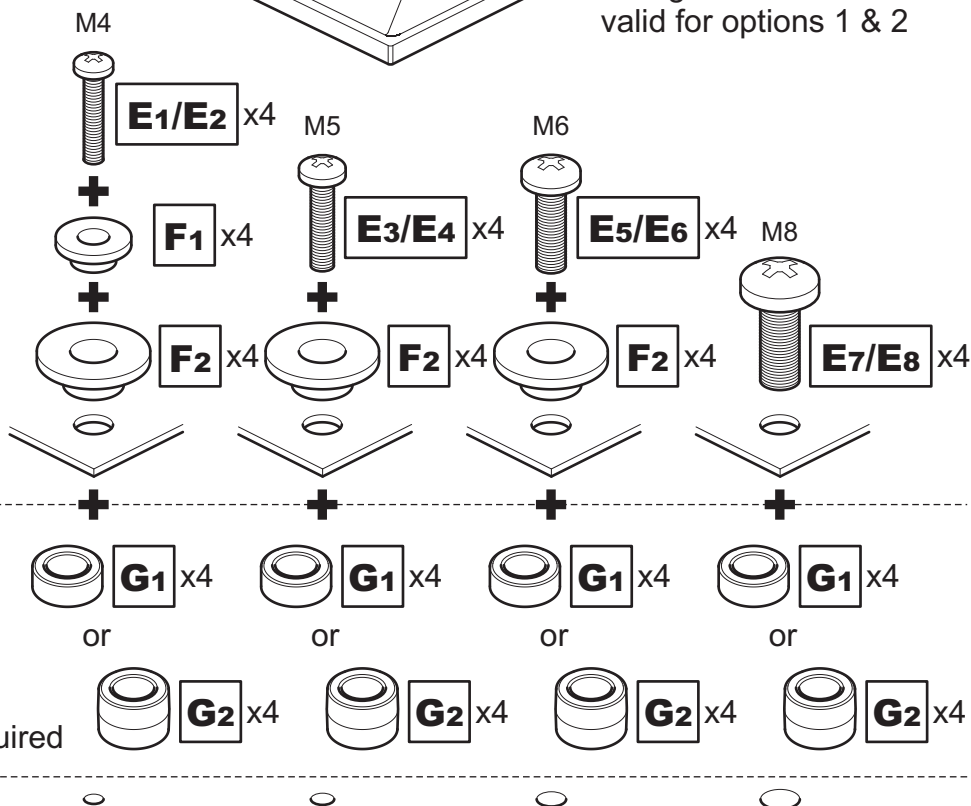 valid for options 1 & 2
M4
E1/E2 x4
M5
M6
F1 x4
E3/E4 x4
E5/E6 x4
M8
F2 x4
F2 x4
F2 x4
E7/E8 x4
G1 x4
G1 x4
G1 x4
G1 x4
or
or
or
or
G2 x4
G2 x4
G2 x4
G2 x4